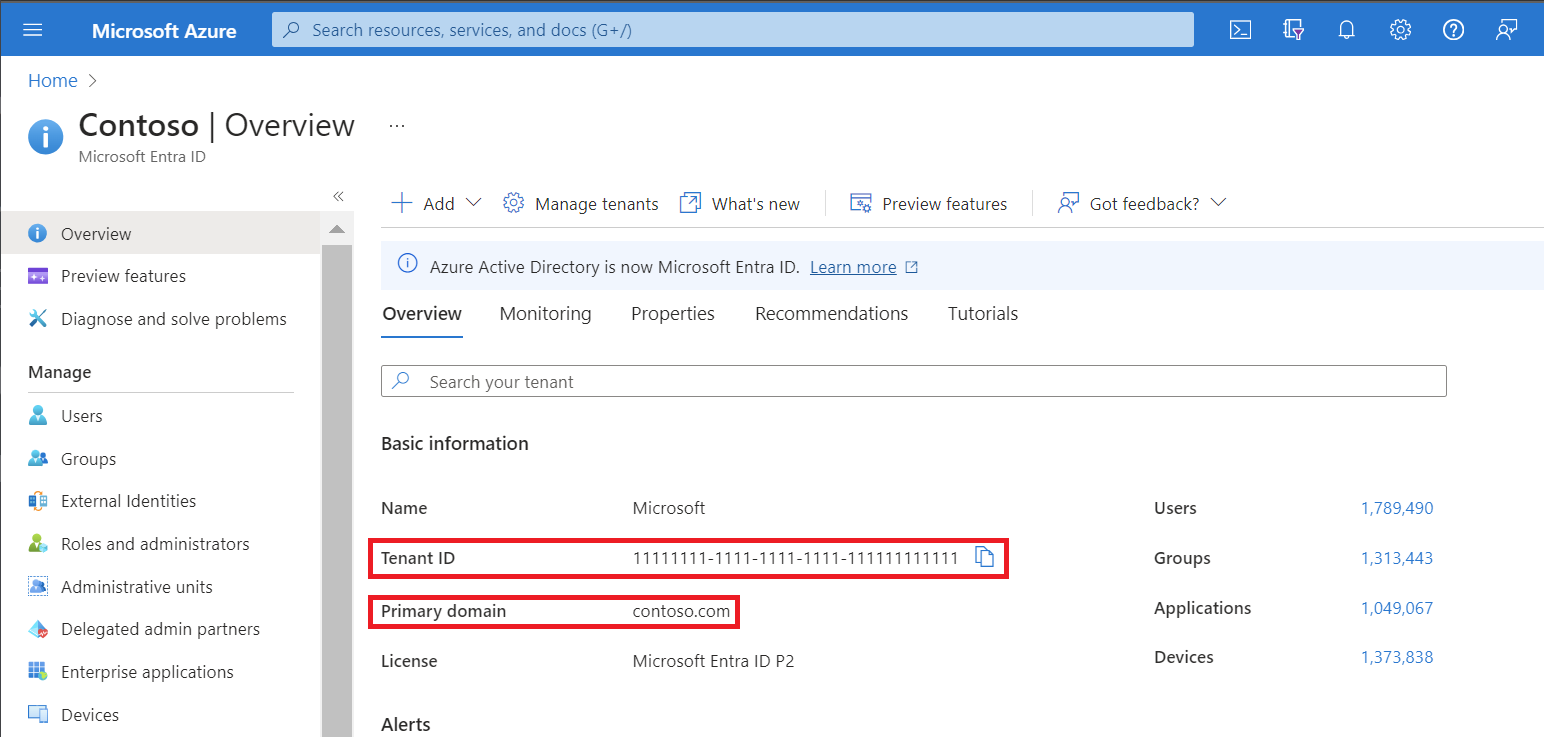 Microsoft Azure
Search resources, services, and docs (G+/)
Home
Contoso | Overview
...
Microsoft Entra ID
Overview
Preview features
Diagnose and solve problems
Manage
Users
Groups
External Identities
Roles and administrators
Administrative units
Delegated admin partners
Enterprise applications
Devices
Add
Manage tenants
What's new
Preview features
Got feedback?
Azure Active Directory is now Microsoft Entra ID. Learn more
Overview Monitoring Properties Recommendations Tutorials
Search your tenant
Basic information
Name Microsoft
Tenant ID 11111111-1111-1111-1111-111111111111
Primary domain contoso.com
License Microsoft Entra ID P2
Users 1,789,490
Groups 1,313,443
Applications 1,049,067
Devices 1,373,838
Alerts